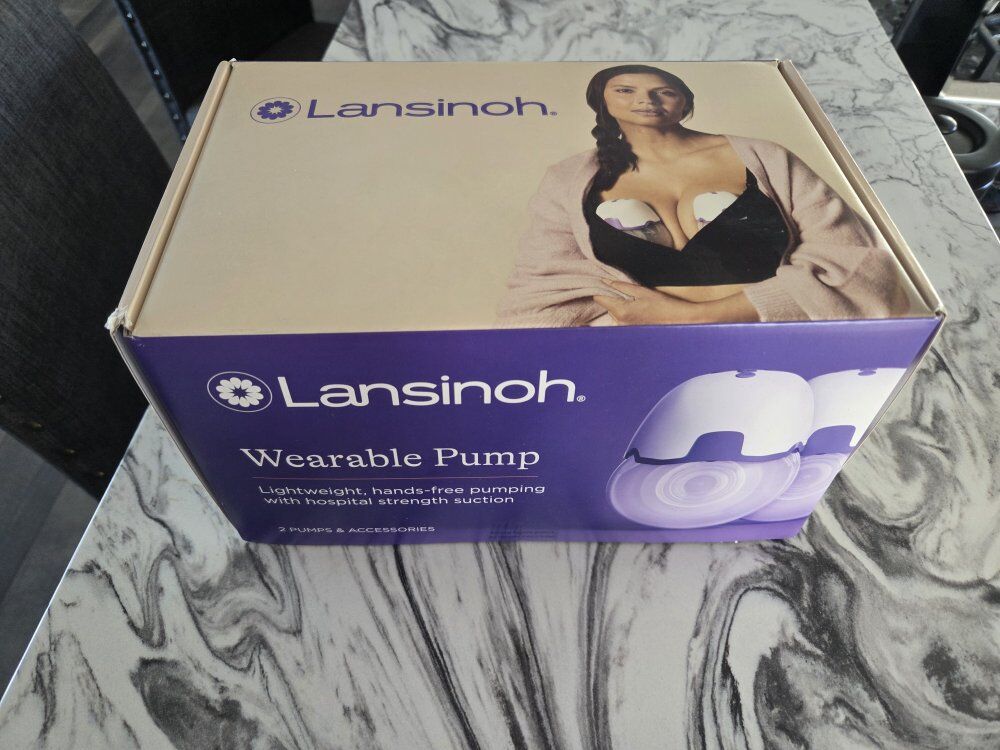 Lansinoh®
Lansinoh®
Wearable Pump
Lightweight, hands-free pumping
with hospital strength suction
2 PUMPS & ACCESSORIES